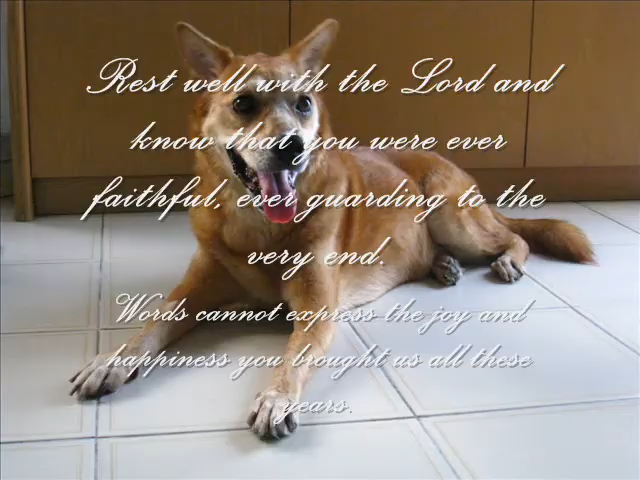 Rest well with the Lord and
know that you were ever
faithful, ever guarding to the
very end.
Words cannot express the joy and
happiness you brought us all these
years.